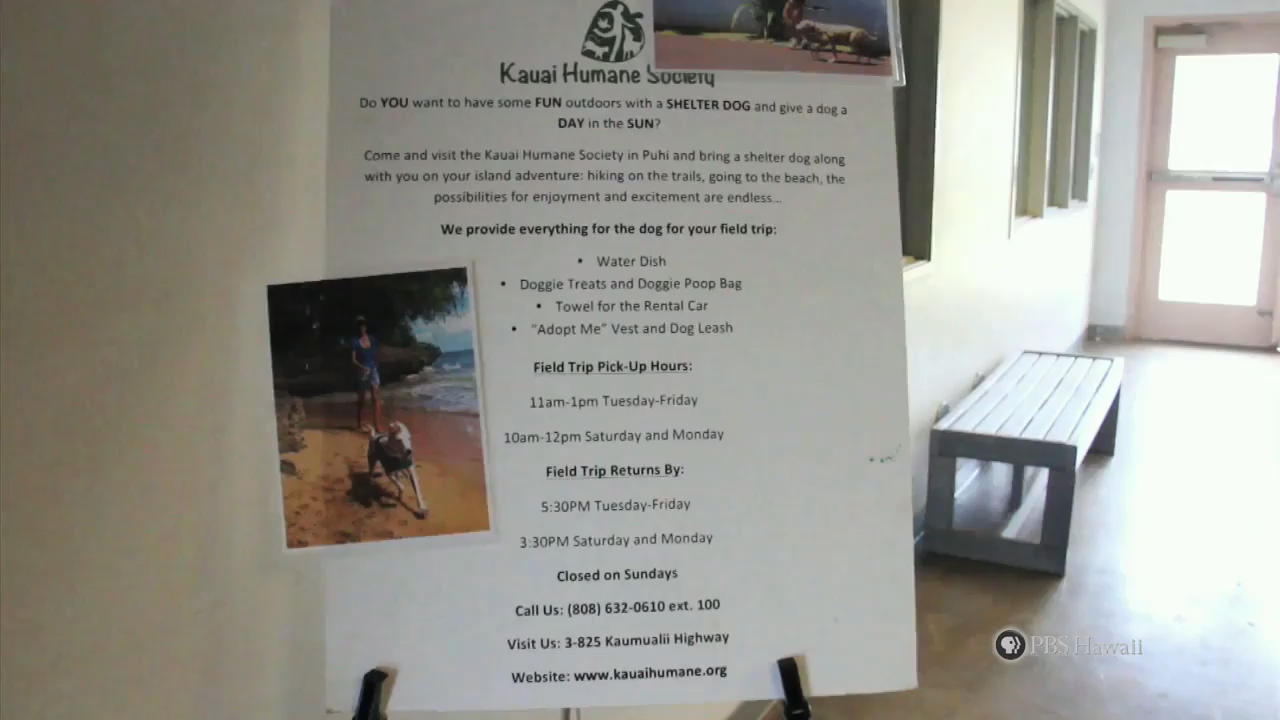 Kauai Humane Society
Do YOU want to have some FUN outdoors with a SHELTER DOG and give a dog a
DAY in the SUN?
Come and visit the Kauai Humane Society in Puhi and bring a shelter dog along
with you on your island adventure: hiking on the trails, going to the beach, the
possibilities for enjoyment and excitement are endless...
We provide everything for the dog for your field trip:
• Water Dish
• Doggie Treats and Doggie Poop Bag
• Towel for the Rental Car
• "Adopt Me" Vest and Dog Leash
Field Trip Pick-Up Hours:
11am-1pm Tuesday-Friday
10am-12pm Saturday and Monday
Field Trip Returns By:
5:30PM Tuesday-Friday
3:30PM Saturday and Monday
Closed on Sundays
Call Us: (808) 632-0610 ext. 100
Visit Us: 3-825 Kaumualii Highway
Website: www.kauaihumane.org
PBS Hawaii